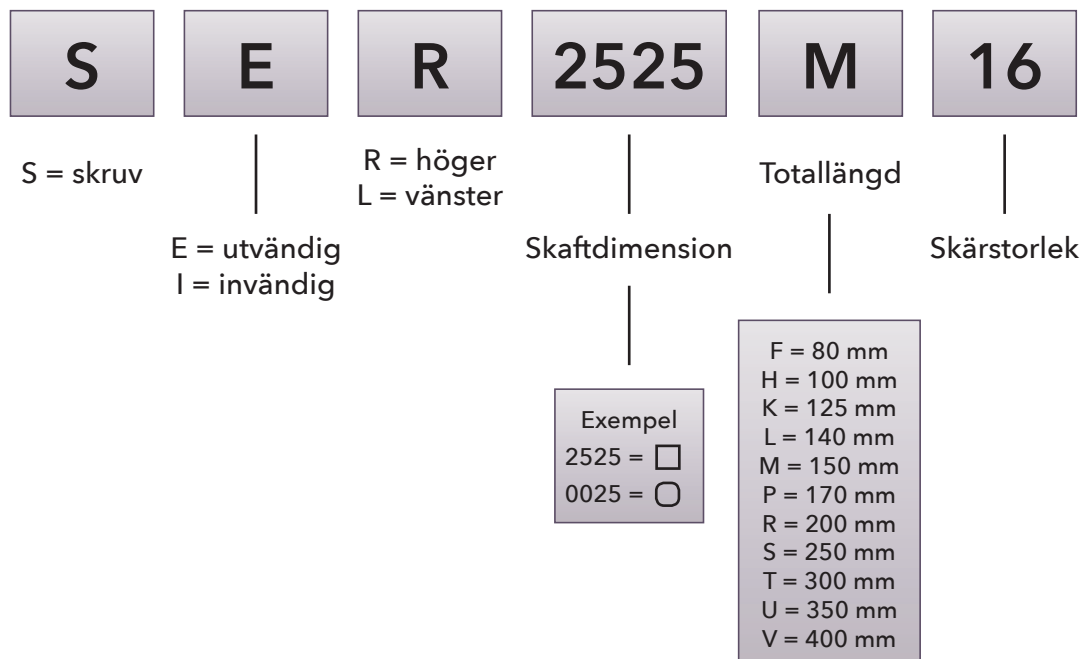 S E R 2525 M 16
S = skruv
E = utvändig
I = invändig
R = höger
L = vänster
Skaftdimension
Exempel
2525 =
0025 =
Totallängd
F = 80 mm
H = 100 mm
K = 125 mm
L = 140 mm
M = 150 mm
P = 170 mm
R = 200 mm
S = 250 mm
T = 300 mm
U = 350 mm
V = 400 mm
Skärstorlek